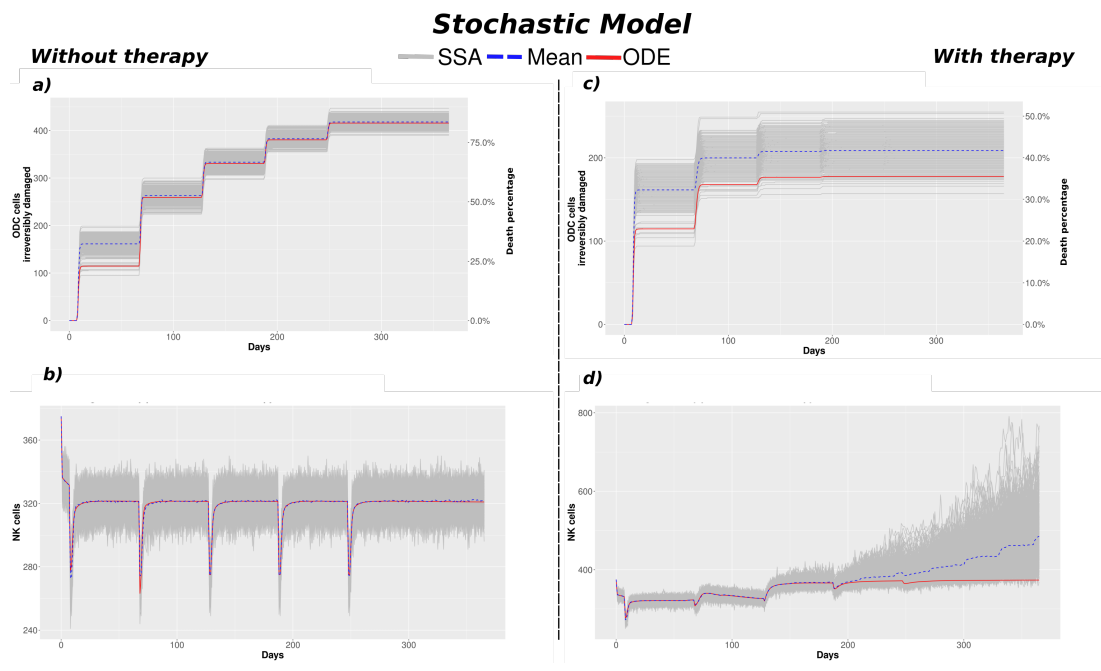 Stochastic Model
Without therapy
SSA Mean ODE
With therapy
a)
400
300
200
100
0
ODC cells
irreversibly damaged
75.0%
50.0%
25.0%
0.0%
Death percentage
0 100 200 300
Days
c)
200
100
0
ODC cells
irreversibly damaged
50.0%
40.0%
30.0%
20.0%
10.0%
0.0%
Death percentage
0 100 200 300
Days
b)
360
320
280
240
NK cells
0 100 200 300
Days
d)
800
600
400
NK cells
0 100 200 300
Days